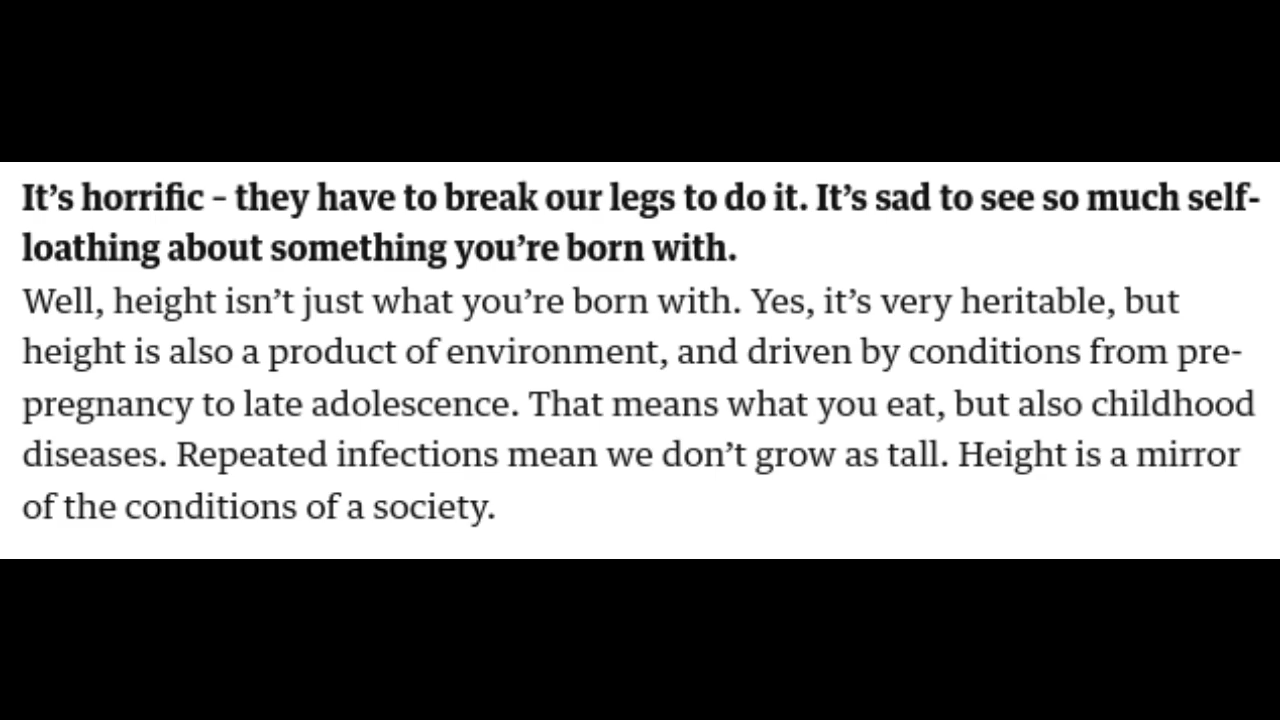 It’s horrific – they have to break our legs to do it. It’s sad to see so much self-
loathing about something you’re born with.
Well, height isn’t just what you’re born with. Yes, it’s very heritable, but
height is also a product of environment, and driven by conditions from pre-
pregnancy to late adolescence. That means what you eat, but also childhood
diseases. Repeated infections mean we don’t grow as tall. Height is a mirror
of the conditions of a society.